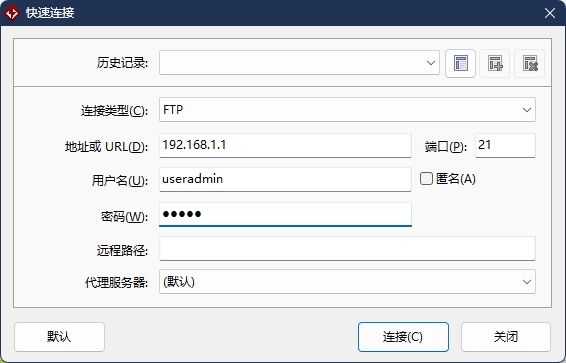 快速连接
历史记录:
连接类型(C): FTP
地址或 URL(D): 192.168.1.1 端口(P): 21
用户名(U): useradmin 匿名(A)
密码(W): ●●●●●
远程路径:
代理服务器: (默认)
默认 连接(C) 关闭